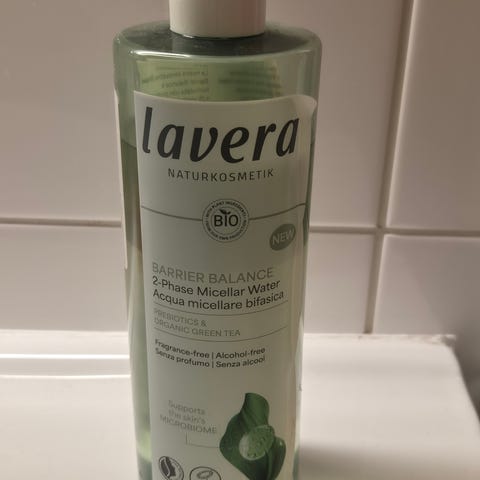 lavera
NATURKOSMETIK
BIO
NEW
BARRIER BALANCE
2-Phase Micellar Water
Acqua micellare bifasica
PREBIOTICS &
ORGANIC GREEN TEA
Fragrance-free | Alcohol-free
Senza profumo | Senza alcool
Supports
the skin's
MICROBIOME